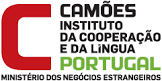 CAMÕES
INSTITUTO
DA COOPERAÇÃO
E DA LÍNGUA
PORTUGAL
MINISTÉRIO DOS NEGÓCIOS ESTRANGEIROS